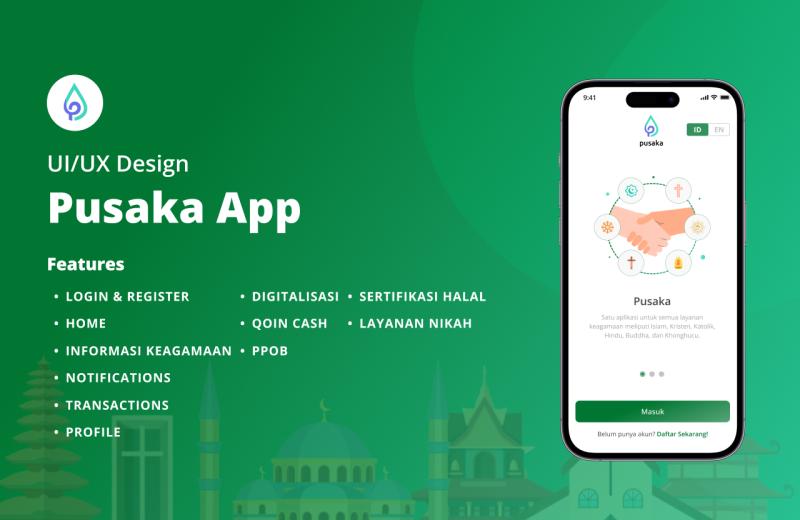 UI/UX Design
Pusaka App
Features
• LOGIN & REGISTER
• HOME
• INFORMASI KEAGAMAAN
• NOTIFICATIONS
• TRANSACTIONS
• PROFILE
• DIGITALISASI
• QOIN CASH
• PPOB
• SERTIFIKASI HALAL
• LAYANAN NIKAH
9:41
pusaka
ID EN
Pusaka
Satu aplikasi untuk semua layanan
keagamaan meliputi Islam, Kristen, Katolik,
Hindu, Buddha, dan Khonghucu.
Masuk
Belum punya akun? Daftar Sekarang!